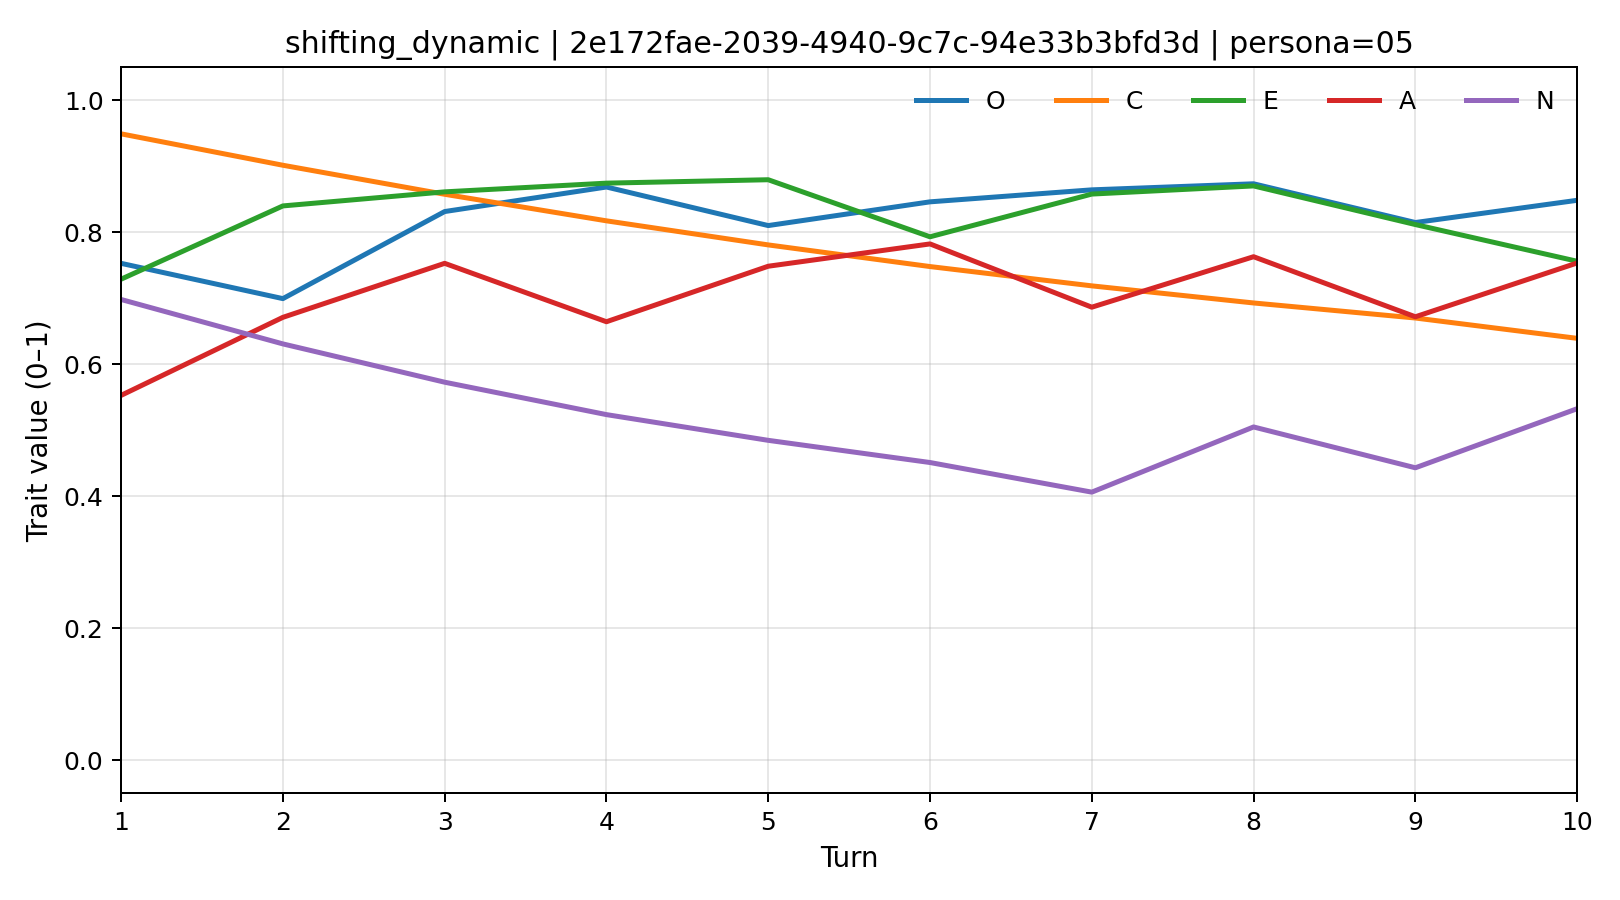 shifting_dynamic | 2e172fae-2039-4940-9c7c-94e33b3bfd3d | persona=05
O C E A N
1.0
0.8
0.6
0.4
0.2
0.0
Trait value (0–1)
1 2 3 4 5 6 7 8 9 10
Turn